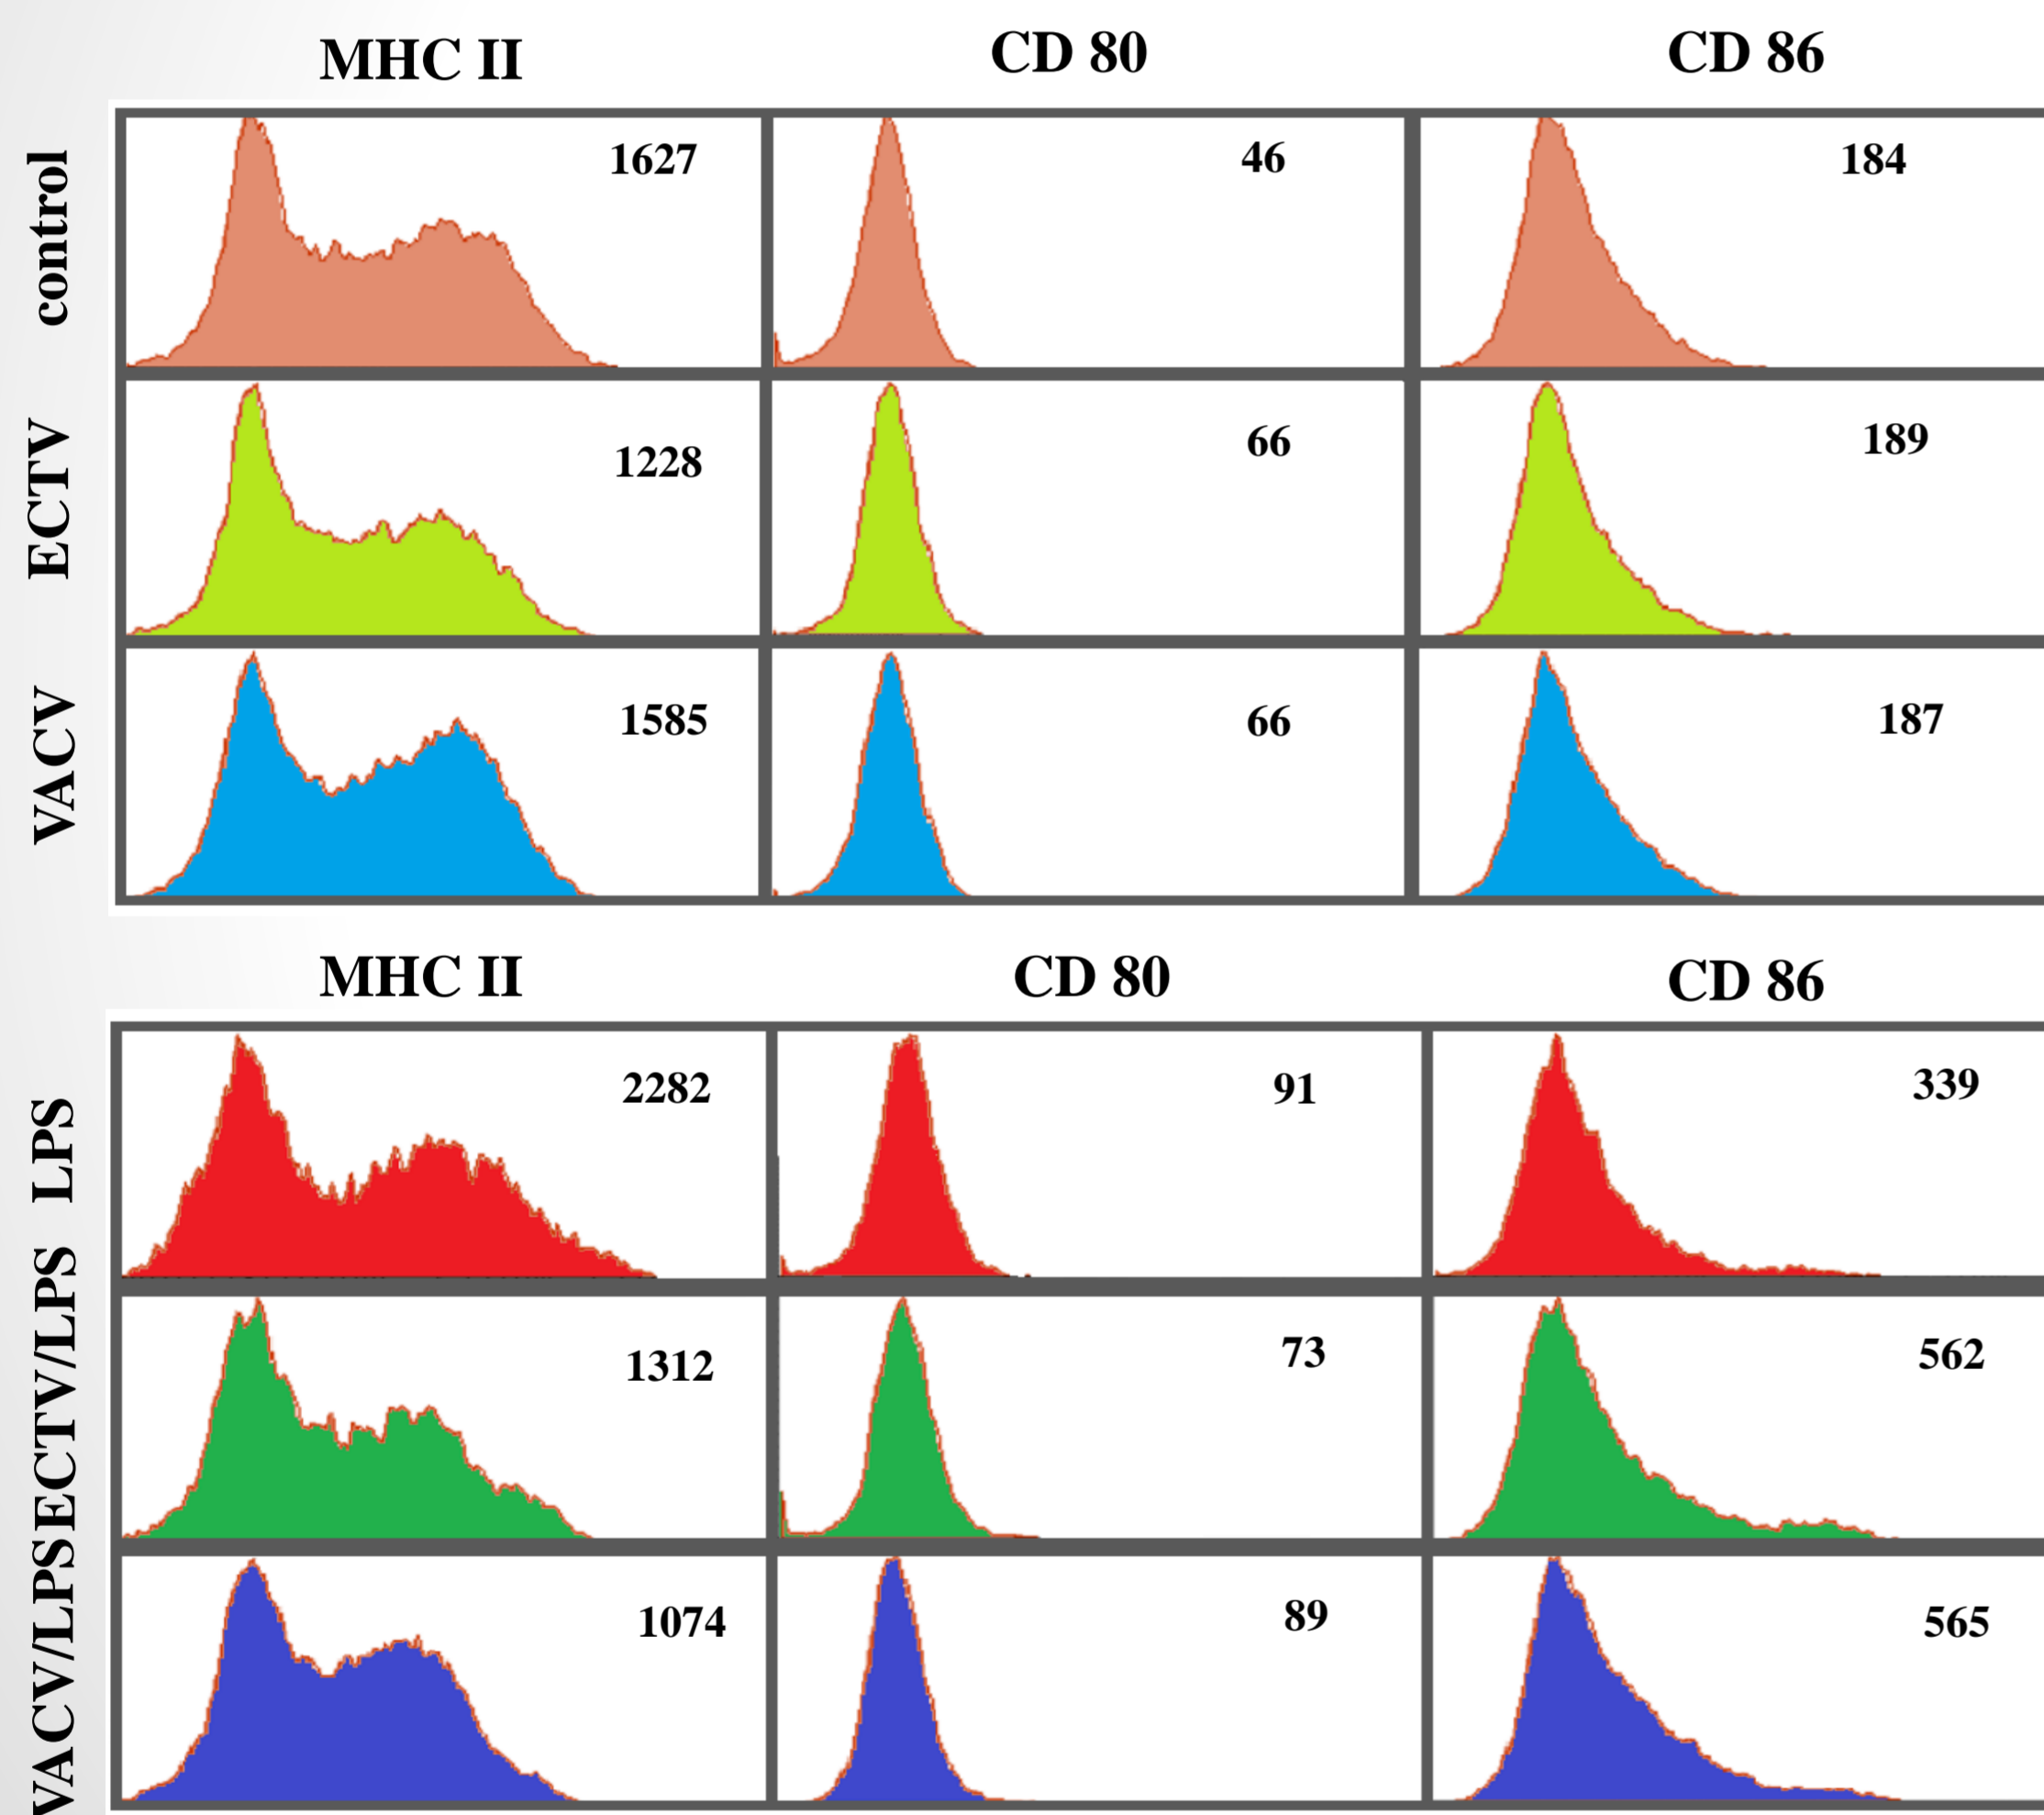 MHC II CD 80 CD 86
control 1627 46 184
ECTV 1228 66 189
VACV 1585 66 187
MHC II CD 80 CD 86
LPS 2282 91 339
ECTV/LPS 1312 73 562
VACV/LPS 1074 89 565